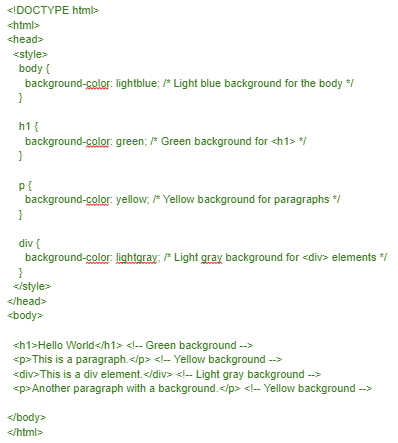 <!DOCTYPE html>
<html>
<head>
<style>
body {
background-color: lightblue; /* Light blue background for the body */
}
h1 {
background-color: green; /* Green background for <h1> */
}
p {
background-color: yellow; /* Yellow background for paragraphs */
}
div {
background-color: lightgray; /* Light gray background for <div> elements */
}
</style>
</head>
<body>
<h1>Hello World</h1> <!-- Green background -->
<p>This is a paragraph.</p> <!-- Yellow background -->
<div>This is a div element.</div> <!-- Light gray background -->
<p>Another paragraph with a background.</p> <!-- Yellow background -->
</body>
</html>